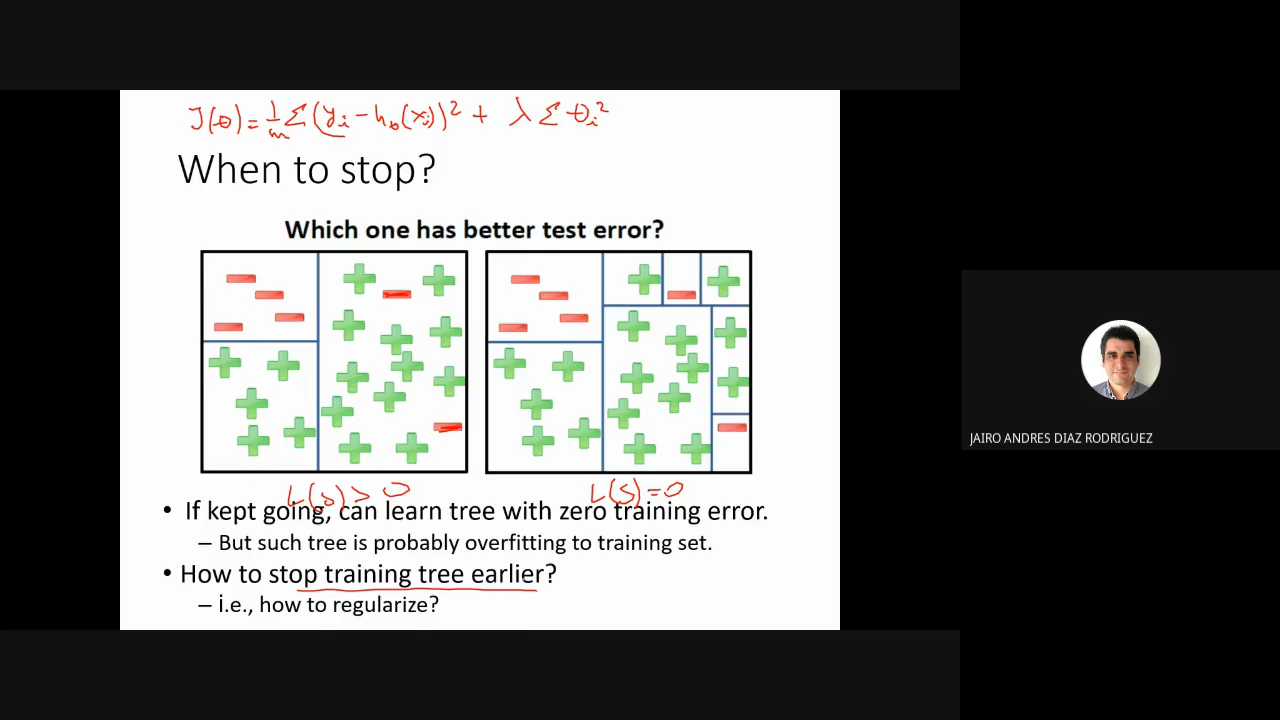 J(θ) = 1/m Σ (yᵢ - h_θ(xᵢ))² + λ Σ θᵢ²
When to stop?
Which one has better test error?
L(S) > 0
L(S) = 0
• If kept going, can learn tree with zero training error.
– But such tree is probably overfitting to training set.
• How to stop training tree earlier?
– i.e., how to regularize?
JAIRO ANDRES DIAZ RODRIGUEZ